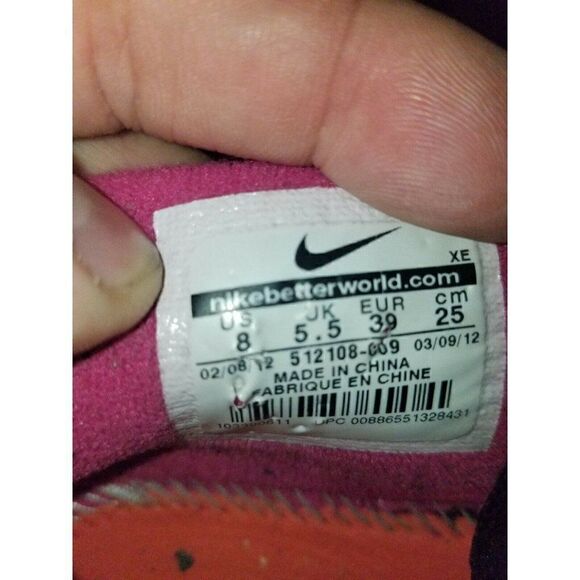 XE
nikebetterworld.com
US UK EUR cm
8 5.5 39 25
02/08/12 512108-009 03/09/12
MADE IN CHINA
FABRIQUE EN CHINE
UPC 00886551328431